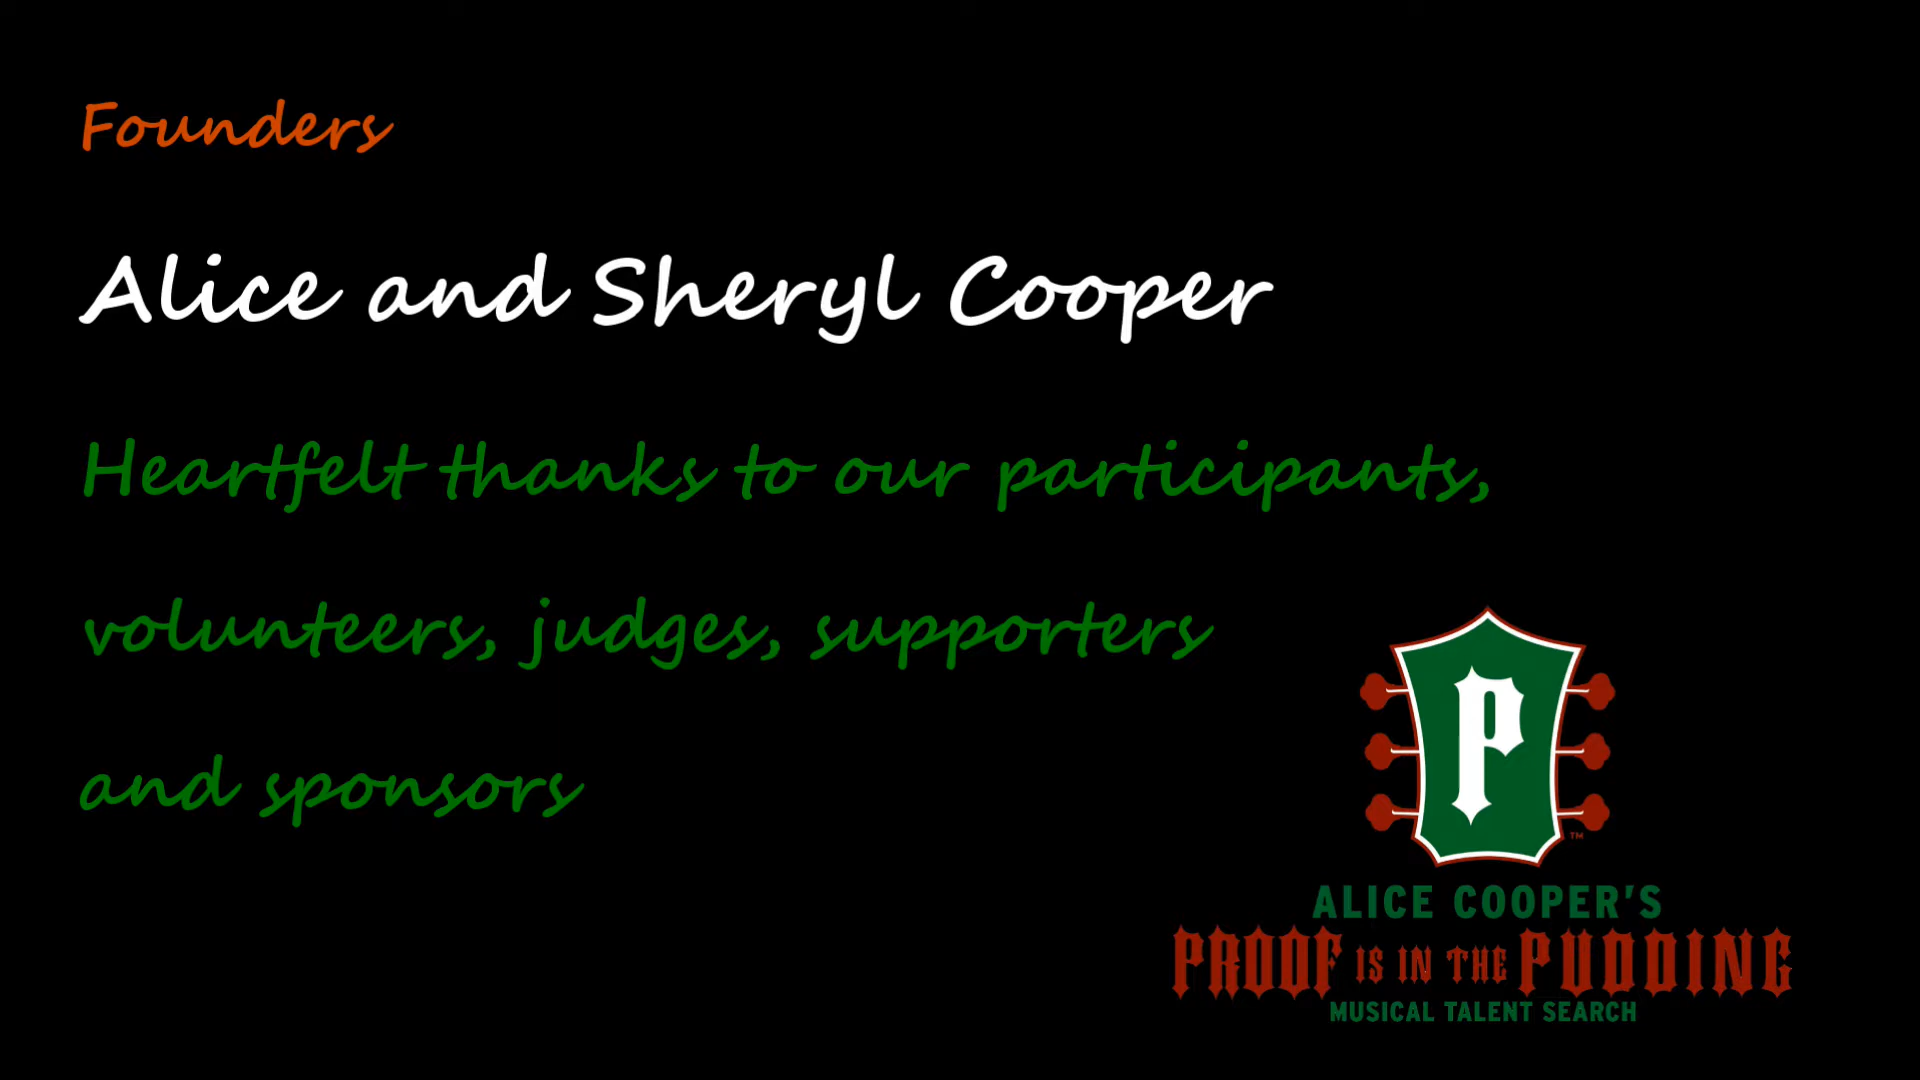 Founders
Alice and Sheryl Cooper
Heartfelt thanks to our participants,
volunteers, judges, supporters
and sponsors
P
TM
ALICE COOPER'S
PROOF IS IN THE PUDDING
MUSICAL TALENT SEARCH